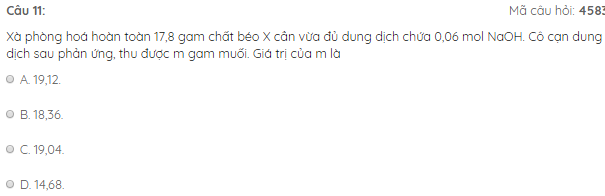 Câu 11: Mã câu hỏi: 4583
Xà phòng hoá hoàn toàn 17,8 gam chất béo X cần vừa đủ dung dịch chứa 0,06 mol NaOH. Cô cạn dung
dịch sau phản ứng, thu được m gam muối. Giá trị của m là
A. 19,12.
B. 18,36.
C. 19,04.
D. 14,68.